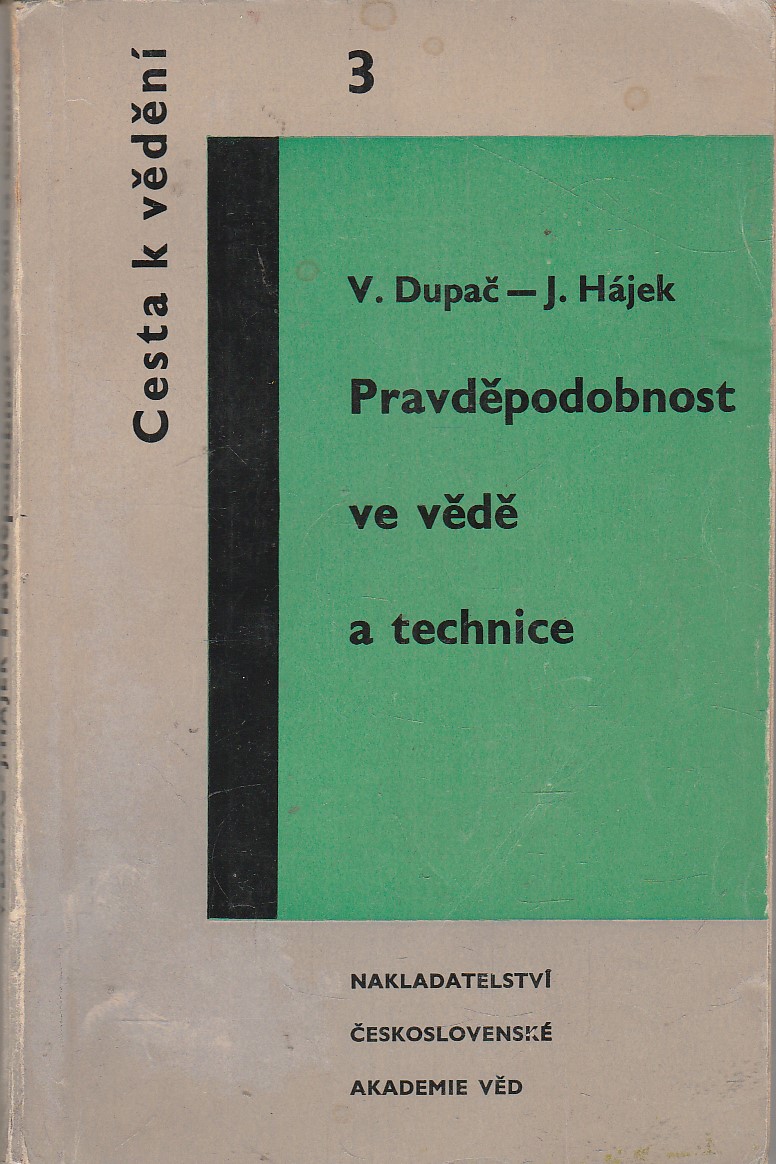 3
Cesta k vědění
V. Dupač — J. Hájek
Pravděpodobnost
ve vědě
a technice
NAKLADATELSTVÍ
ČESKOSLOVENSKÉ
AKADEMIE VĚD